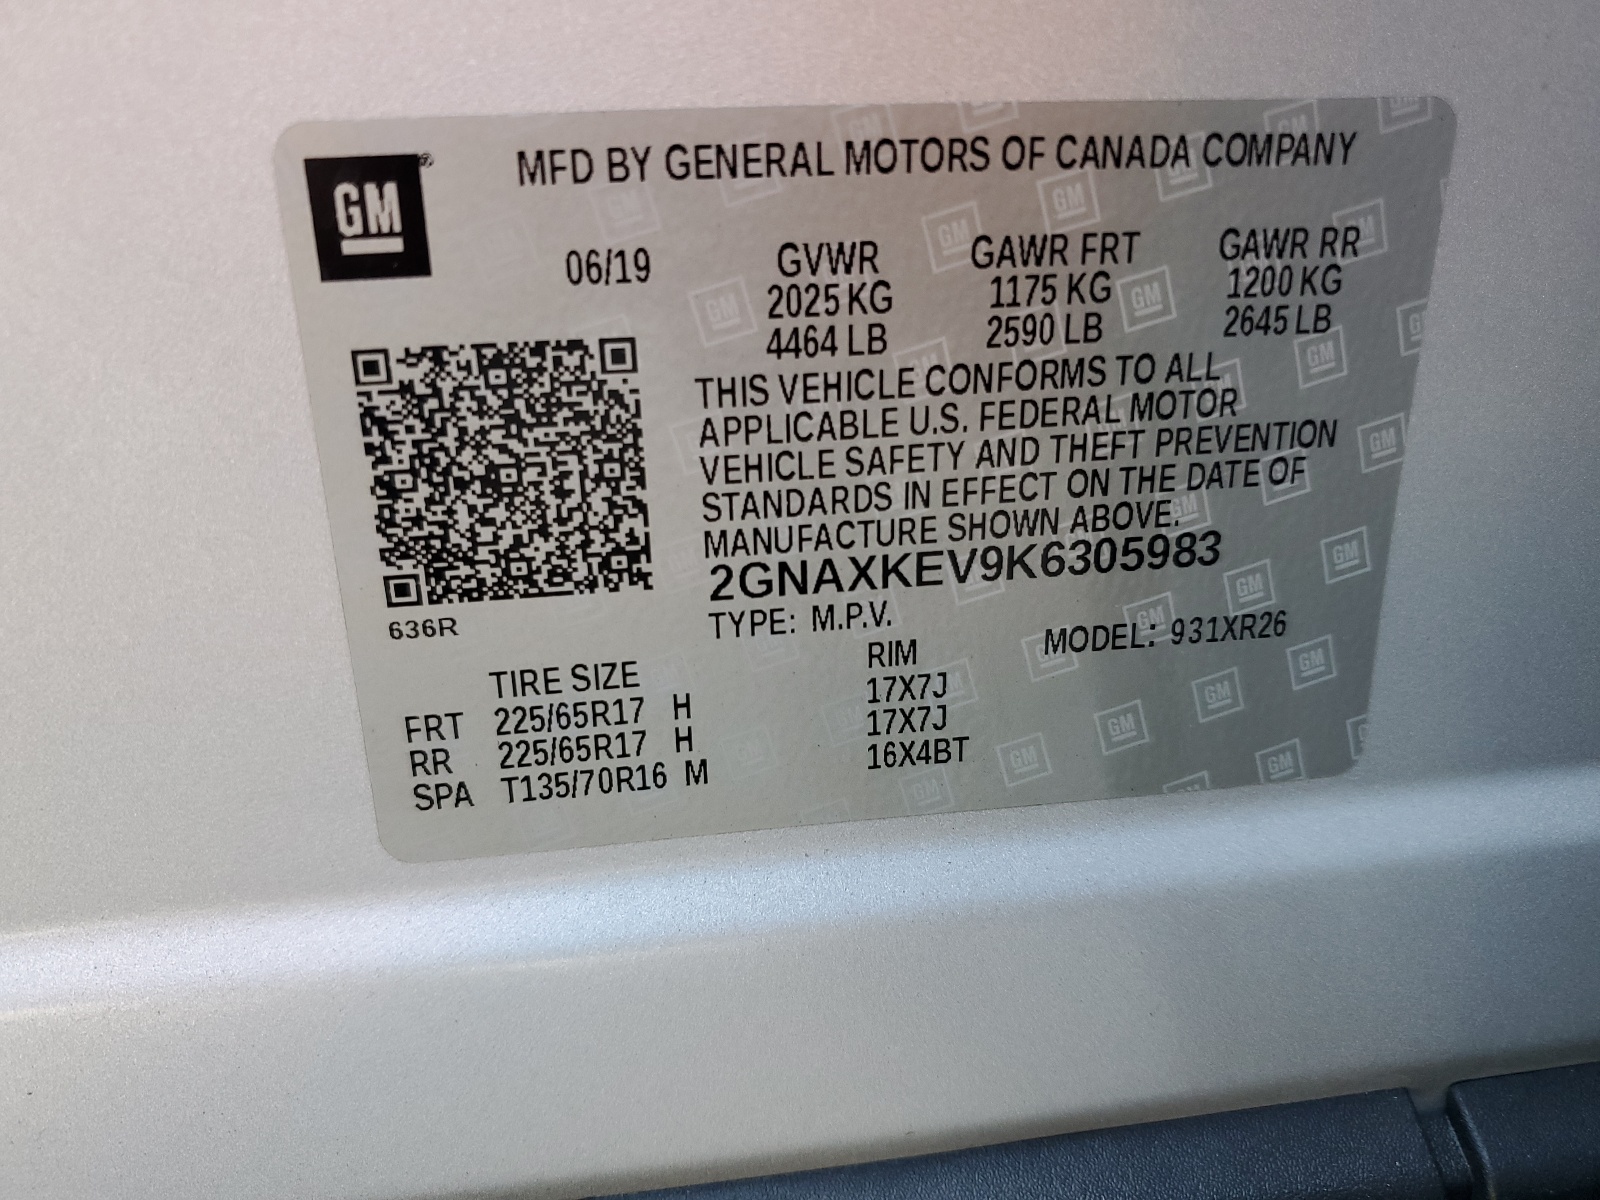 GM
MFD BY GENERAL MOTORS OF CANADA COMPANY
06/19 GVWR GAWR FRT GAWR RR
2025 KG 1175 KG 1200 KG
4464 LB 2590 LB 2645 LB
THIS VEHICLE CONFORMS TO ALL
APPLICABLE U.S. FEDERAL MOTOR
VEHICLE SAFETY AND THEFT PREVENTION
STANDARDS IN EFFECT ON THE DATE OF
MANUFACTURE SHOWN ABOVE.
2GNAXKEV9K6305983
636R
TYPE: M.P.V. MODEL: 931XR26
TIRE SIZE RIM
FRT 225/65R17 H 17X7J
RR 225/65R17 H 17X7J
SPA T135/70R16 M 16X4BT